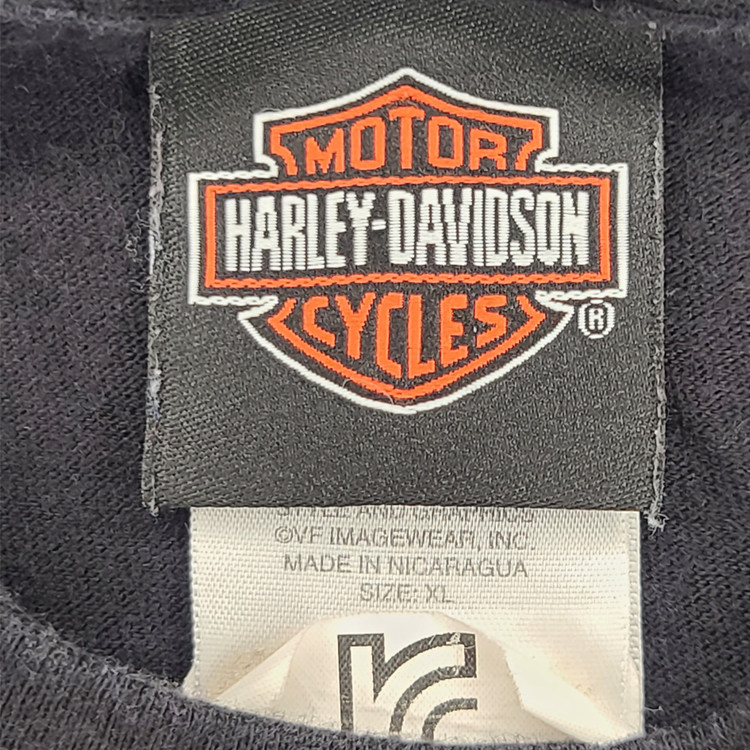 MOTOR
HARLEY-DAVIDSON
CYCLES
®
©VF IMAGEWEAR, INC.
MADE IN NICARAGUA
SIZE: XL